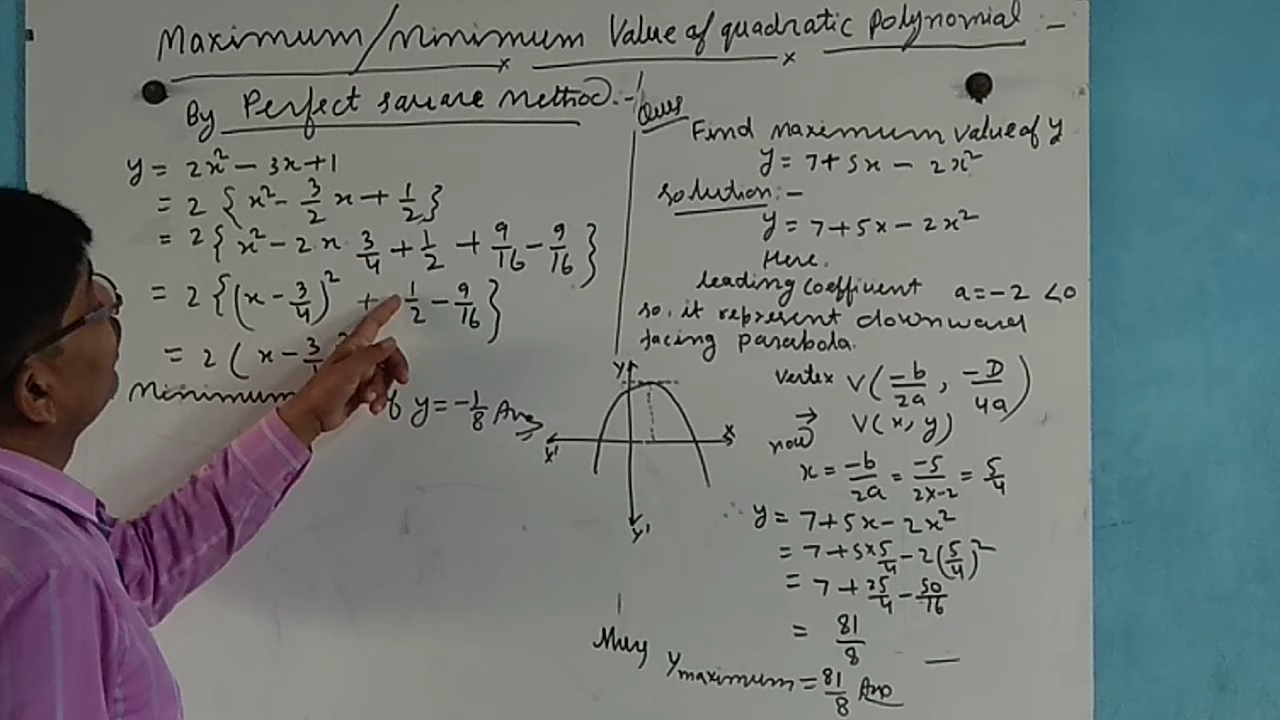 Maximum/Minimum Value of quadratic Polynomial :-
By Perfect square Method :-
y = 2x² - 3x + 1
= 2 { x² - 3/2 x + 1/2 }
= 2 { x² - 2x · 3/4 + 1/2 + 9/16 - 9/16 }
= 2 { (x - 3/4)² + 1/2 - 9/16 }
= 2 ( x - 3
Minimum
of y = -1/8 Ans
Ques
Find maximum value of y
y = 7 + 5x - 2x²
Solution :-
y = 7 + 5x - 2x²
Here,
leading coefficient a = -2 < 0
so, it represent downward
facing parabola.
Y
X' X
Y'
Vertex V( -b/2a , -D/4a )
⇒ V(x, y)
now
x = -b/2a = -5/2×-2 = 5/4
y = 7 + 5x - 2x²
= 7 + 5×5/4 - 2(5/4)²
= 7 + 25/4 - 50/16
= 81/8
y maximum = 81/8 Ans